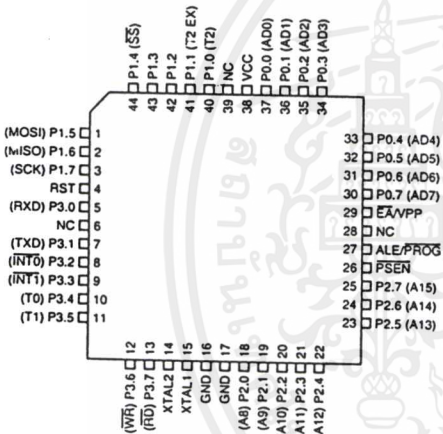 P1.4 (SS)
P1.3
P1.2
P1.1 (T2 EX)
P1.0 (T2)
NC
VCC
P0.0 (AD0)
P0.1 (AD1)
P0.2 (AD2)
P0.3 (AD3)
44
43
42
41
40
39
38
37
36
35
34
(MOSI) P1.5 1
(MISO) P1.6 2
(SCK) P1.7 3
RST 4
(RXD) P3.0 5
NC 6
(TXD) P3.1 7
(INT0) P3.2 8
(INT1) P3.3 9
(T0) P3.4 10
(T1) P3.5 11
33 P0.4 (AD4)
32 P0.5 (AD5)
31 P0.6 (AD6)
30 P0.7 (AD7)
29 EA/VPP
28 NC
27 ALE/PROG
26 PSEN
25 P2.7 (A15)
24 P2.6 (A14)
23 P2.5 (A13)
12
13
14
15
16
17
18
19
20
21
22
(WR) P3.6
(RD) P3.7
XTAL2
XTAL1
GND
GND
(A8) P2.0
(A9) P2.1
(A10) P2.2
(A11) P2.3
(A12) P2.4